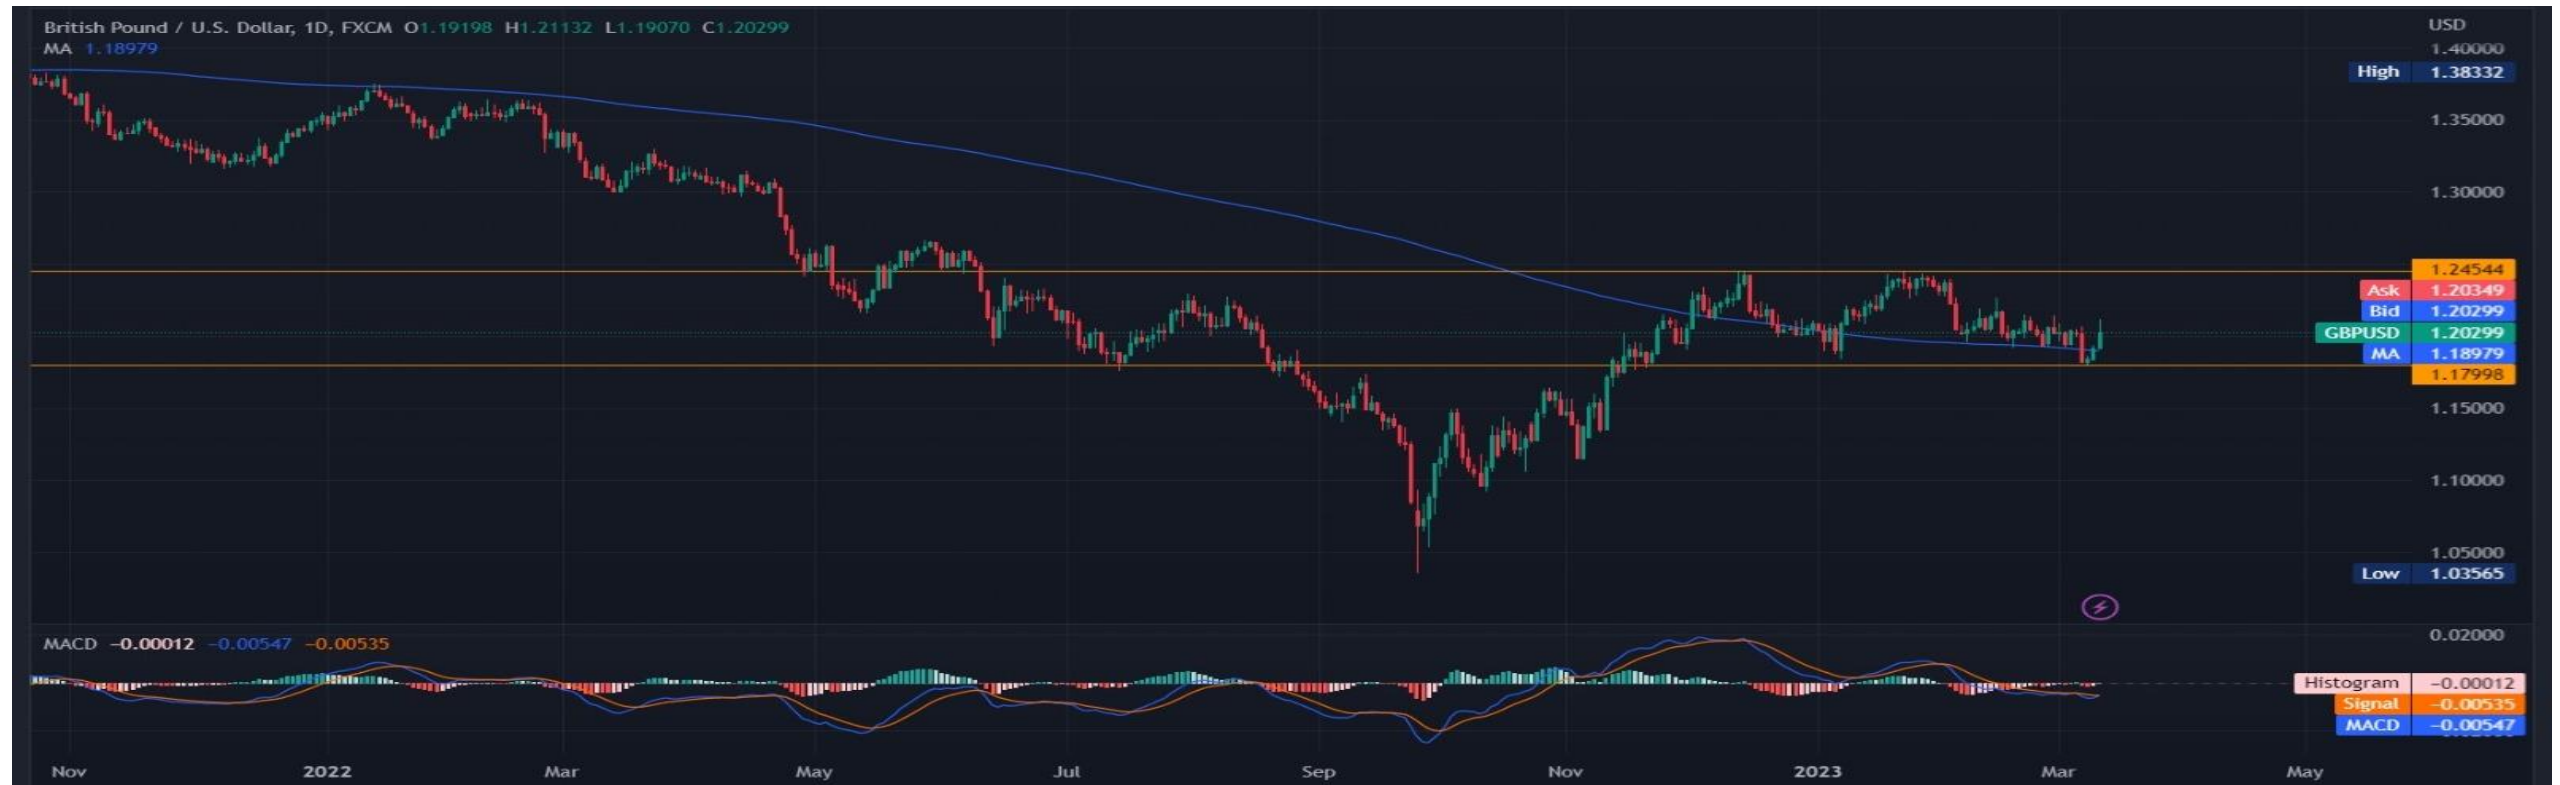 British Pound / U.S. Dollar, 1D, FXCM O1.19198 H1.21132 L1.19070 C1.20299
MA 1.18979
USD
1.40000
High 1.38332
1.35000
1.30000
1.24544
Ask 1.20349
Bid 1.20299
GBPUSD 1.20299
MA 1.18979
1.17998
1.15000
1.10000
1.05000
Low 1.03565
MACD −0.00012 −0.00547 −0.00535
0.02000
Histogram −0.00012
Signal −0.00535
MACD −0.00547
Nov 2022 Mar May Jul Sep Nov 2023 Mar May